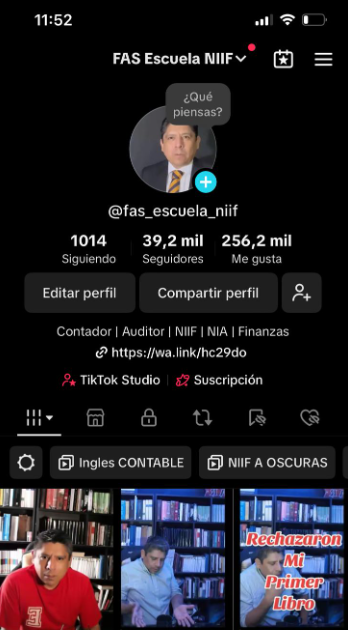 11:52
FAS Escuela NIIF
¿Qué
piensas?
@fas_escuela_niif
1014 39,2 mil 256,2 mil
Siguiendo Seguidores Me gusta
Editar perfil Compartir perfil
Contador | Auditor | NIIF | NIA | Finanzas
https://wa.link/hc29do
TikTok Studio Suscripción
Ingles CONTABLE NIIF A OSCURAS
Rechazaron
Mi
Primer
Libro